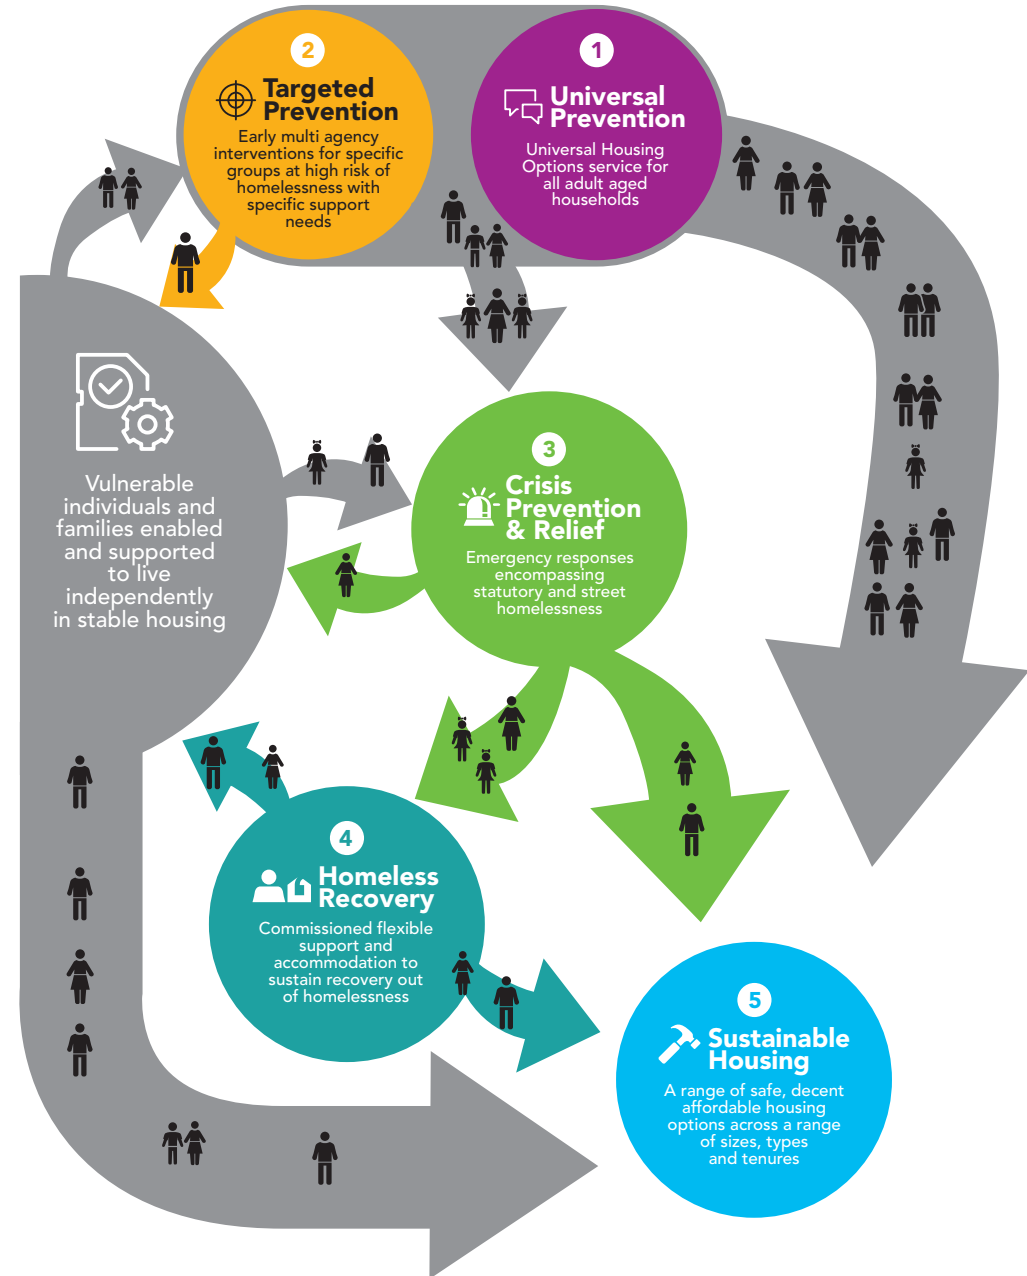 1
Universal
Prevention
Universal Housing
Options service for
all adult aged
households
2
Targeted
Prevention
Early multi agency
interventions for specific
groups at high risk of
homelessness with
specific support
needs
Vulnerable
individuals and
families enabled
and supported
to live
independently
in stable housing
3
Crisis
Prevention
& Relief
Emergency responses
encompassing
statutory and street
homelessness
4
Homeless
Recovery
Commissioned flexible
support and
accommodation to
sustain recovery out
of homelessness
5
Sustainable
Housing
A range of safe, decent
affordable housing
options across a range
of sizes, types
and tenures